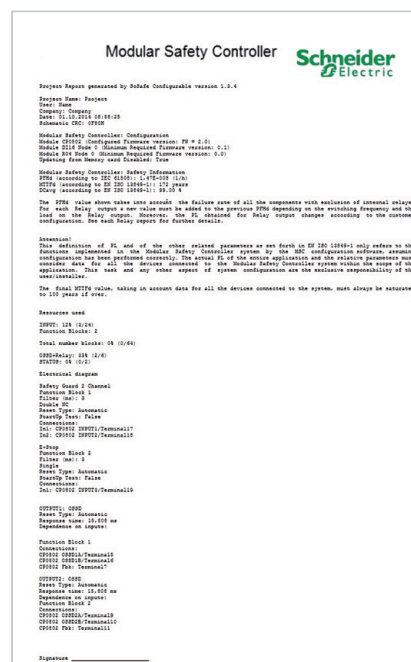 Modular Safety Controller
Schneider
Electric
Project Report generated by SoSafe Configurable version 1.3.4
Project Name: Project
User: Name
Company: Company
Date: 01.10.2014 08:56:25
Schematic CRC: 0F80H
Modular Safety Controller: Configuration
Module CP0802 (Configured Firmware version: FW = 2.0)
Module DI16 Node 0 (Minimum Required Firmware version: 0.1)
Module RO4 Node 0 (Minimum Required Firmware version: 0.0)
Updating from Memory card Disabled: True
Modular Safety Controller: Safety Information
PFHd (according to IEC 61508): 1,47E-008 (1/h)
MTTFd (according to EN ISO 13849-1): 172 years
DCavg (according to EN ISO 13849-1): 99.00 %
The PFHd value shown takes into account the failure rate of all the components with exclusion of internal relays.
For each Relay output a new value must be added to the previous PFHd depending on the switching frequency and the
load on the Relay output. Moreover, the PL obtained for Relay output changes according to the customer
configuration. See each Relay report for further details.
Attention!
This definition of PL and of the other related parameters as set forth in EN ISO 13849-1 only refers to the
functions implemented in the Modular Safety Controller system by the MSC configuration software, assuming
configuration has been performed correctly. The actual PL of the entire application and the relative parameters must
consider data for all the devices connected to the Modular Safety Controller system within the scope of the
application. This task and any other aspect of system configuration are the exclusive responsibility of the
user/installer.
The final MTTFd value, taking in account data for all the devices connected to the system, must always be saturated
to 100 years if over.
Resources used
INPUT: 12% (3/24)
Function Blocks: 2
Total number blocks: 0% (0/64)
OSSD+Relay: 33% (2/6)
STATUS: 0% (0/2)
Electrical diagram
Safety Guard 2 Channel
Function Block 1
Filter (ms): 3
Double NC
Reset Type: Automatic
StartUp Test: False
Connections:
In1: CP0802 INPUT1/Terminal17
In2: CP0802 INPUT2/Terminal18
E-Stop
Function Block 2
Filter (ms): 3
Single
Reset Type: Automatic
StartUp Test: False
Connections:
In1: CP0802 INPUT3/Terminal19
OUTPUT1: OSSD
Reset Type: Automatic
Response time: 15,808 ms
Dependence on inputs:
Function Block 1
Connections:
CP0802 OSSD1A/Terminal5
CP0802 OSSD1B/Terminal6
CP0802 Fbk: Terminal7
OUTPUT2: OSSD
Reset Type: Automatic
Response time: 15,808 ms
Dependence on inputs:
Function Block 2
Connections:
CP0802 OSSD2A/Terminal9
CP0802 OSSD2B/Terminal10
CP0802 Fbk: Terminal11
Signature